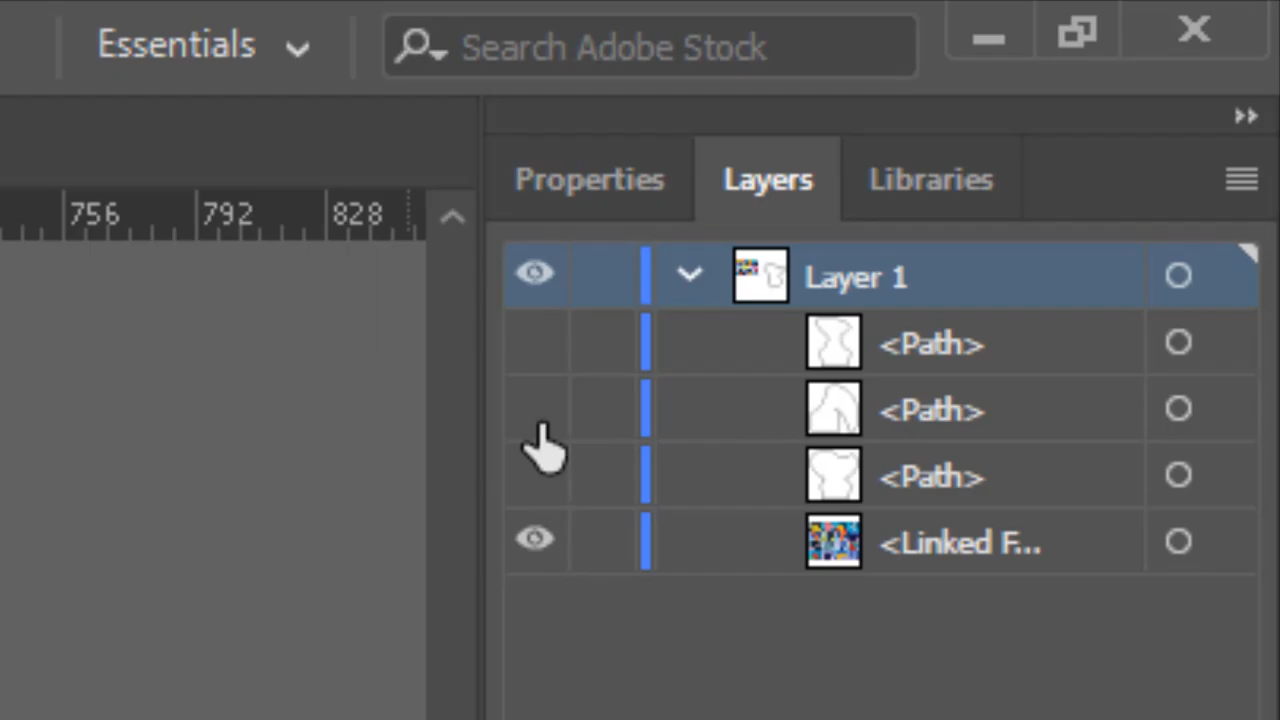 Essentials
Search Adobe Stock
Properties
Layers
Libraries
756
792
828
Layer 1
<Path>
<Path>
<Path>
<Linked F...